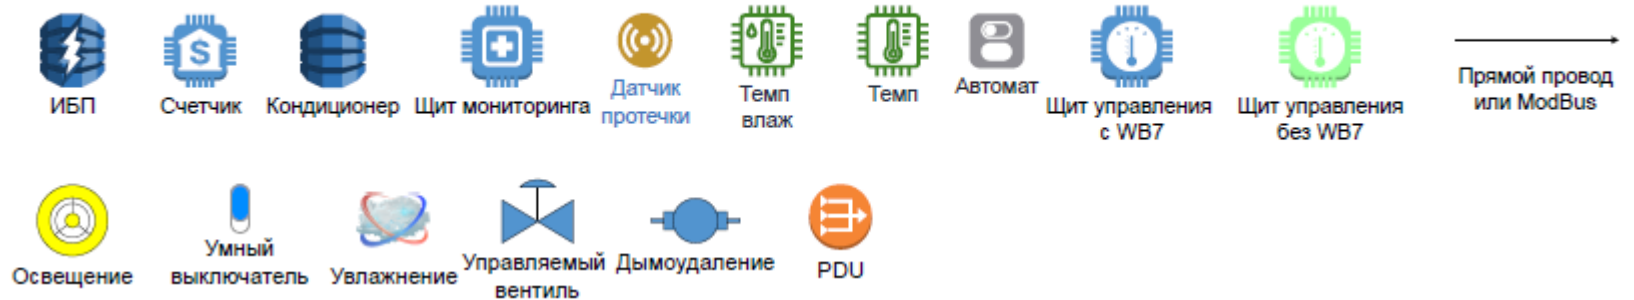 ИБП
Счетчик
Кондиционер
Щит мониторинга
Датчик
протечки
Темп
влаж
Темп
Автомат
Щит управления
с WB7
Щит управления
без WB7
Прямой провод
или ModBus
Освещение
Умный
выключатель
Увлажнение
Управляемый
вентиль
Дымоудаление
PDU